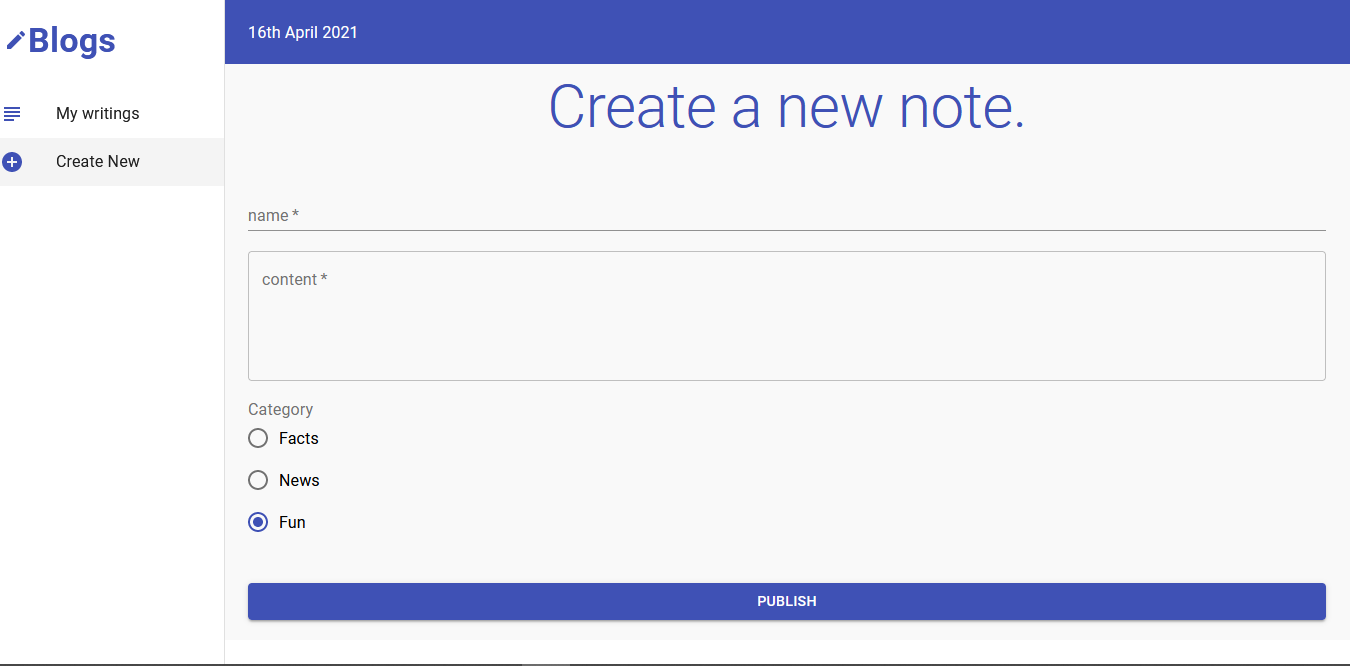 Blogs
My writings
Create New
16th April 2021
Create a new note.
name *
content *
Category
Facts
News
Fun
PUBLISH